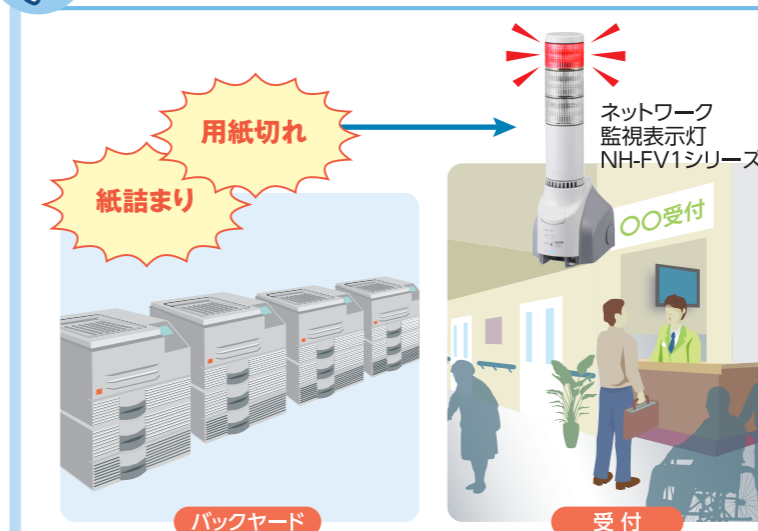 用紙切れ
紙詰まり
ネットワーク
監視表示灯
NH-FV1シリーズ
〇〇受付
バックヤード
受 付